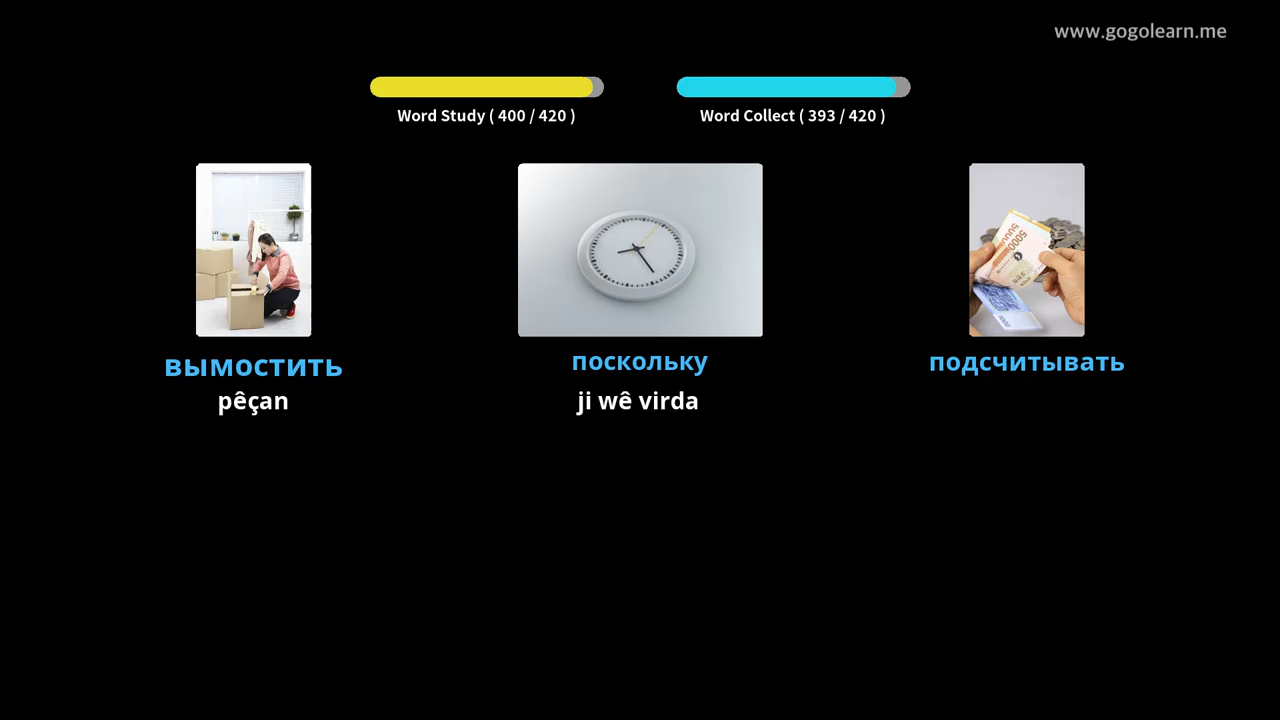 www.gogolearn.me
Word Study ( 400 / 420 )
Word Collect ( 393 / 420 )
вымостить
pêçan
поскольку
ji wê virda
подсчитывать